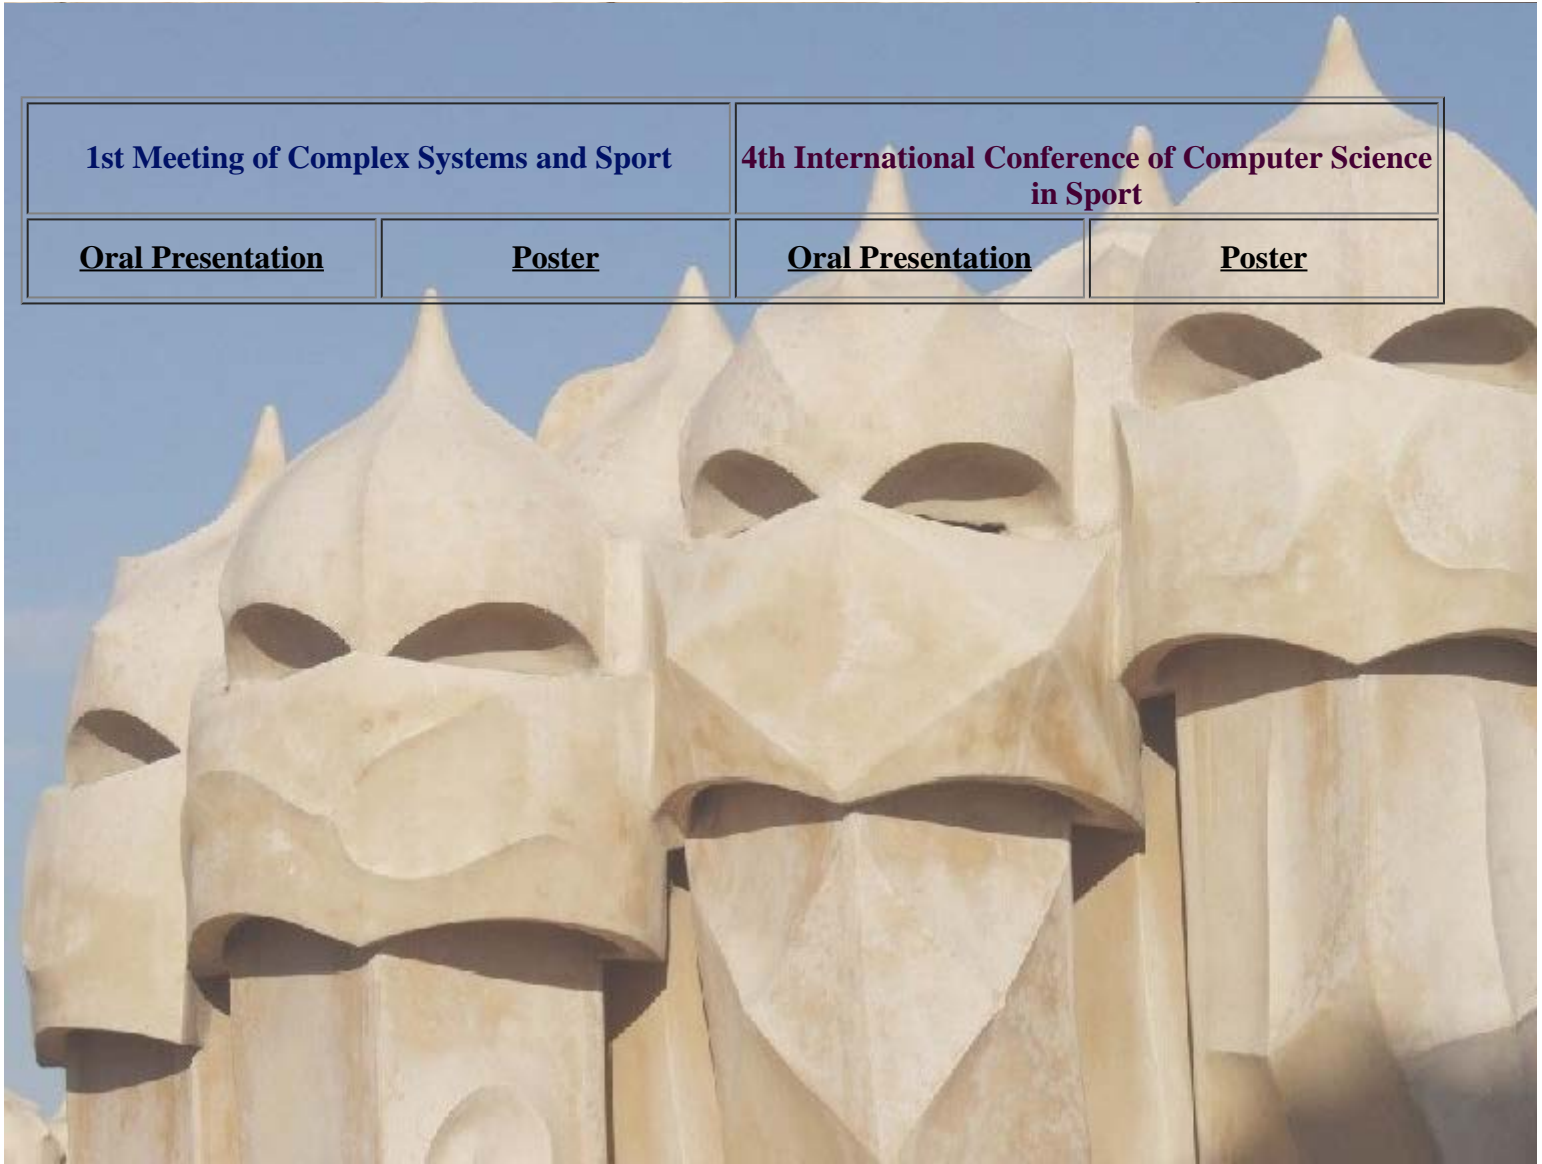 1st Meeting of Complex Systems and Sport
4th International Conference of Computer Science
in Sport
Oral Presentation
Poster
Oral Presentation
Poster